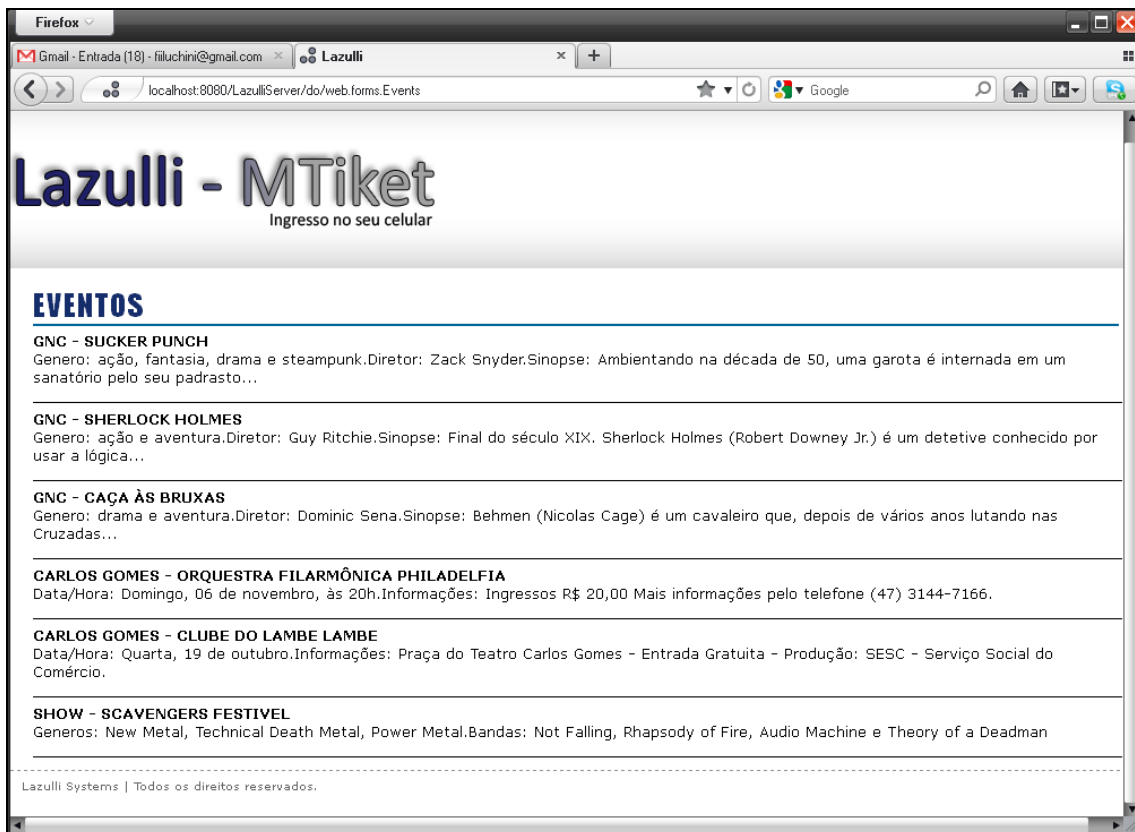 Firefox
Gmail - Entrada (18) - fiiluchini@gmail.com
Lazulli
localhost:8080/LazulliServer/do/web.forms.Events
Google
Lazulli - MTiket
Ingresso no seu celular
EVENTOS
GNC - SUCKER PUNCH
Genero: ação, fantasia, drama e steampunk.Diretor: Zack Snyder.Sinopse: Ambientando na década de 50, uma garota é internada em um
sanatório pelo seu padrasto...
GNC - SHERLOCK HOLMES
Genero: ação e aventura.Diretor: Guy Ritchie.Sinopse: Final do século XIX. Sherlock Holmes (Robert Downey Jr.) é um detetive conhecido por
usar a lógica...
GNC - CAÇA ÀS BRUXAS
Genero: drama e aventura.Diretor: Dominic Sena.Sinopse: Behmen (Nicolas Cage) é um cavaleiro que, depois de vários anos lutando nas
Cruzadas...
CARLOS GOMES - ORQUESTRA FILARMÔNICA PHILADELFIA
Data/Hora: Domingo, 06 de novembro, às 20h.Informações: Ingressos R$ 20,00 Mais informações pelo telefone (47) 3144-7166.
CARLOS GOMES - CLUBE DO LAMBE LAMBE
Data/Hora: Quarta, 19 de outubro.Informações: Praça do Teatro Carlos Gomes - Entrada Gratuita - Produção: SESC - Serviço Social do
Comércio.
SHOW - SCAVENGERS FESTIVEL
Generos: New Metal, Technical Death Metal, Power Metal.Bandas: Not Falling, Rhapsody of Fire, Audio Machine e Theory of a Deadman
Lazulli Systems | Todos os direitos reservados.